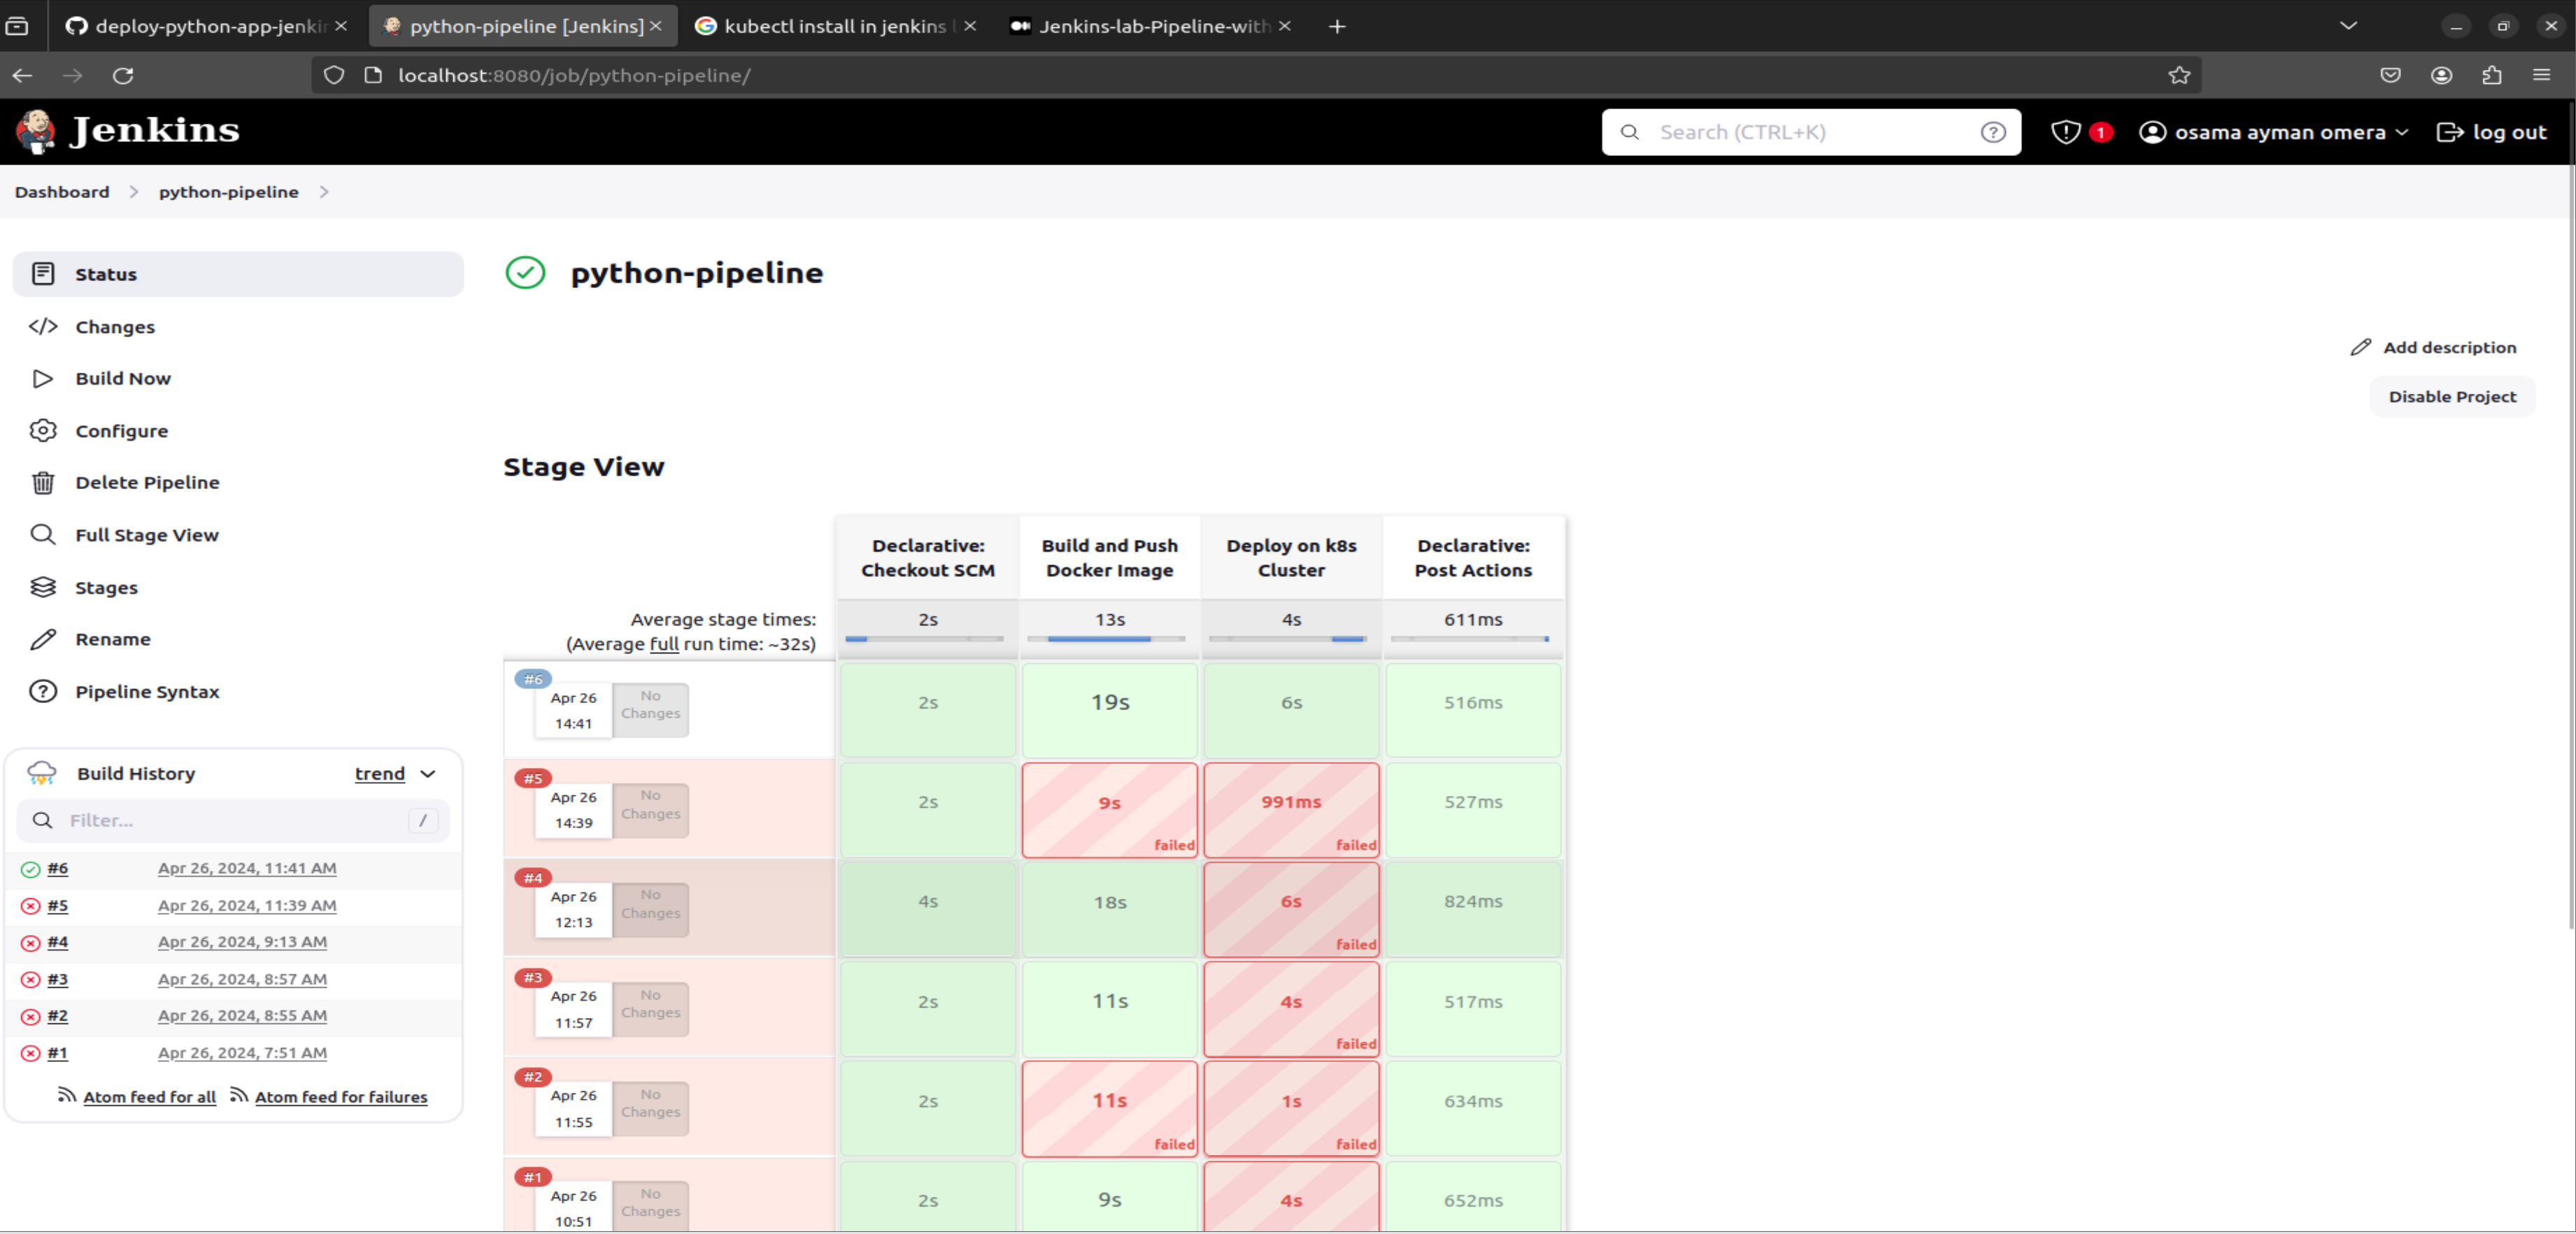 deploy-python-app-jenkin
python-pipeline [Jenkins]
kubectl install in jenkins
Jenkins-lab-Pipeline-with
localhost:8080/job/python-pipeline/
Jenkins
Search (CTRL+K)
?
1
osama ayman omera
log out
Dashboard
python-pipeline
Status
Changes
Build Now
Configure
Delete Pipeline
Full Stage View
Stages
Rename
Pipeline Syntax
Build History
trend
Filter...
/
#6 Apr 26, 2024, 11:41 AM
#5 Apr 26, 2024, 11:39 AM
#4 Apr 26, 2024, 9:13 AM
#3 Apr 26, 2024, 8:57 AM
#2 Apr 26, 2024, 8:55 AM
#1 Apr 26, 2024, 7:51 AM
Atom feed for all Atom feed for failures
python-pipeline
Add description
Disable Project
Stage View
Declarative: Build and Push Deploy on k8s Declarative:
Checkout SCM Docker Image Cluster Post Actions
Average stage times: 2s 13s 4s 611ms
(Average full run time: ~32s)
#6
Apr 26 No
14:41 Changes
2s 19s 6s 516ms
#5
Apr 26 No
14:39 Changes
2s 9s 991ms 527ms
failed failed
#4
Apr 26 No
12:13 Changes
4s 18s 6s 824ms
failed
#3
Apr 26 No
11:57 Changes
2s 11s 4s 517ms
failed
#2
Apr 26 No
11:55 Changes
2s 11s 1s 634ms
failed failed
#1
Apr 26 No
10:51 Changes
2s 9s 4s 652ms